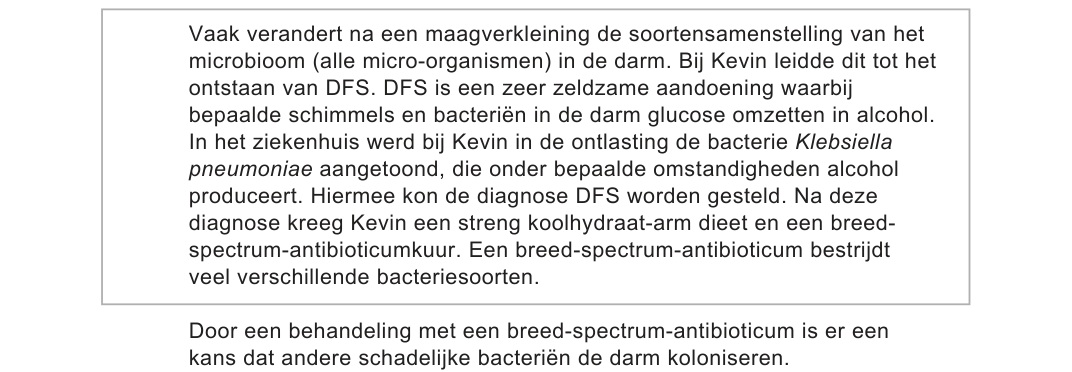 Vaak verandert na een maagverkleining de soortensamenstelling van het
microbioom (alle micro-organismen) in de darm. Bij Kevin leidde dit tot het
ontstaan van DFS. DFS is een zeer zeldzame aandoening waarbij
bepaalde schimmels en bacteriën in de darm glucose omzetten in alcohol.
In het ziekenhuis werd bij Kevin in de ontlasting de bacterie Klebsiella
pneumoniae aangetoond, die onder bepaalde omstandigheden alcohol
produceert. Hiermee kon de diagnose DFS worden gesteld. Na deze
diagnose kreeg Kevin een streng koolhydraat-arm dieet en een breed-
spectrum-antibioticumkuur. Een breed-spectrum-antibioticum bestrijdt
veel verschillende bacteriesoorten.
Door een behandeling met een breed-spectrum-antibioticum is er een
kans dat andere schadelijke bacteriën de darm koloniseren.